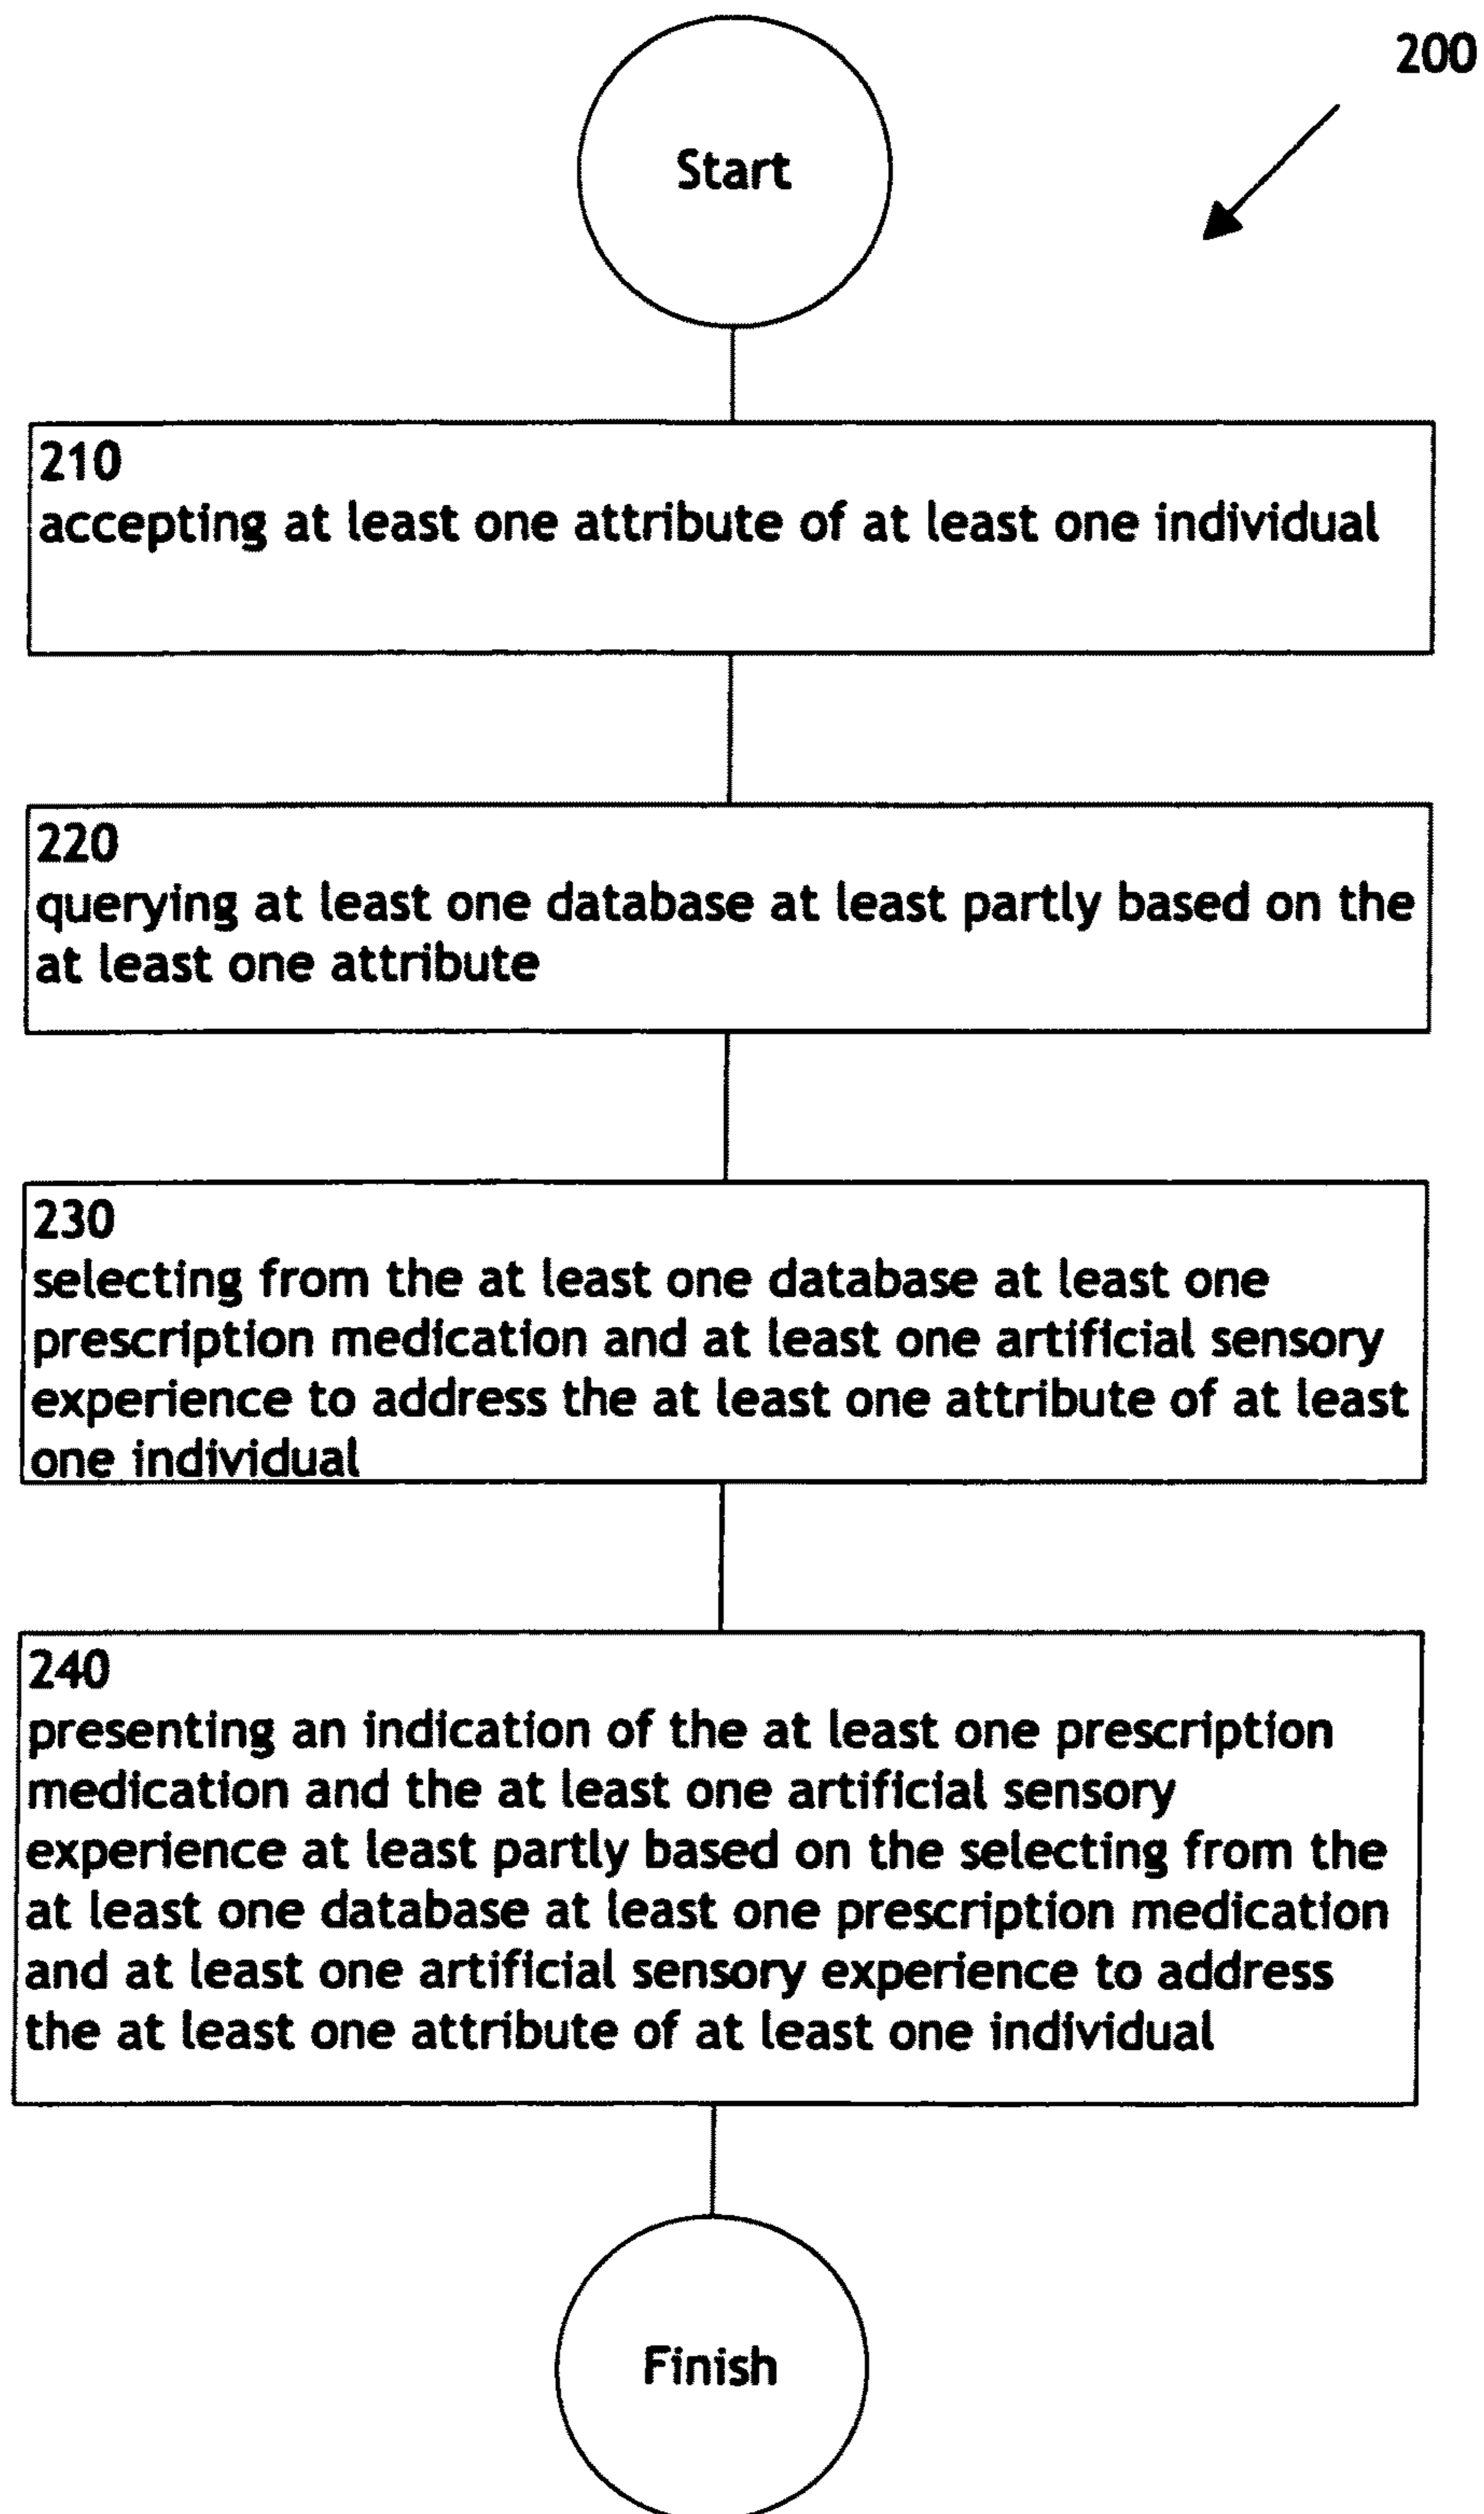 200
Start
210
accepting at least one attribute of at least one individual
220
querying at least one database at least partly based on the
at least one attribute
230
selecting from the at least one database at least one
prescription medication and at least one artificial sensory
experience to address the at least one attribute of at least
one individual
240
presenting an indication of the at least one prescription
medication and the at least one artificial sensory
experience at least partly based on the selecting from the
at least one database at least one prescription medication
and at least one artificial sensory experience to address
the at least one attribute of at least one individual
Finish